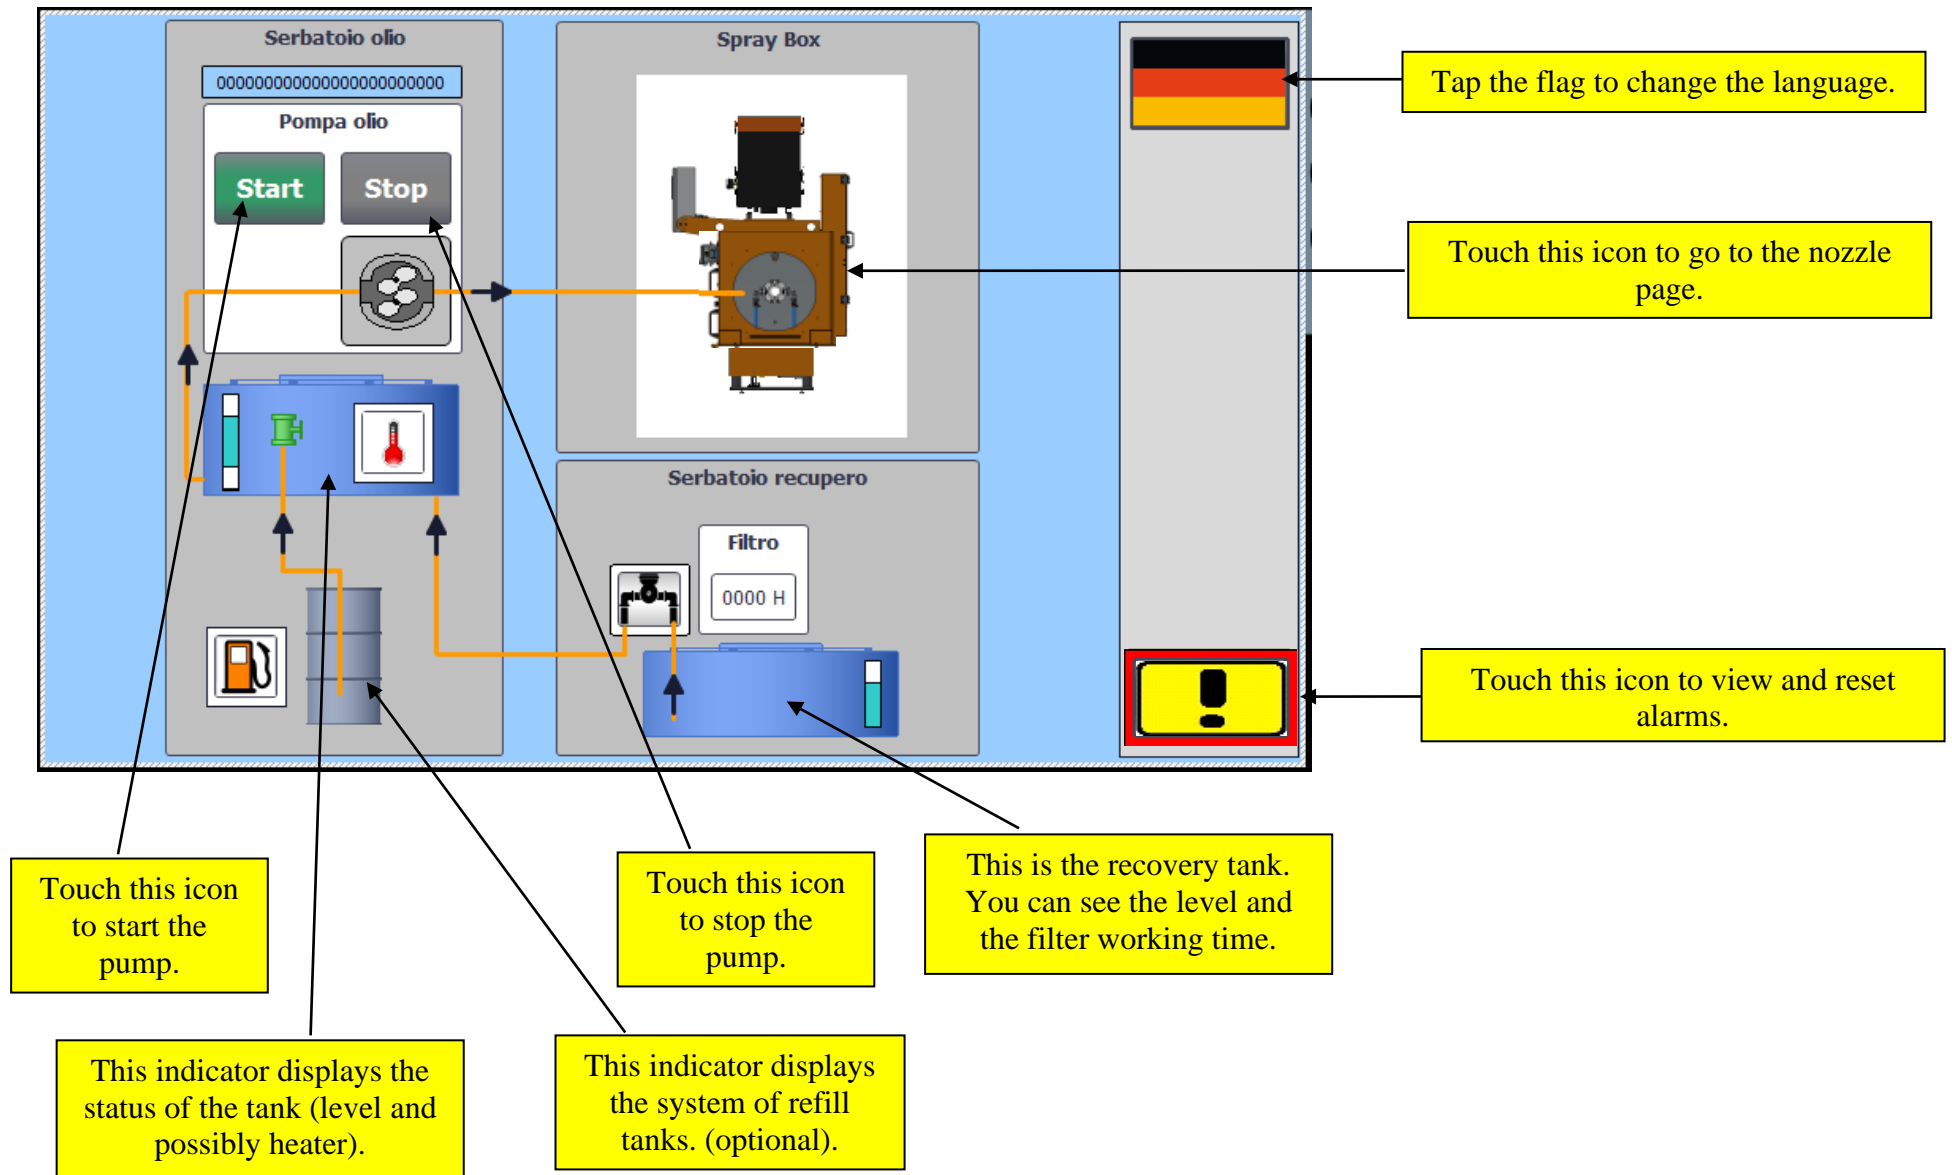 Serbatoio olio
000000000000000000000000
Pompa olio
Start
Stop
Spray Box
Serbatoio recupero
Filtro
0000 H
Tap the flag to change the language.
Touch this icon to go to the nozzle
page.
Touch this icon to view and reset
alarms.
Touch this icon
to start the
pump.
Touch this icon
to stop the
pump.
This is the recovery tank.
You can see the level and
the filter working time.
This indicator displays the
status of the tank (level and
possibly heater).
This indicator displays
the system of refill
tanks. (optional).